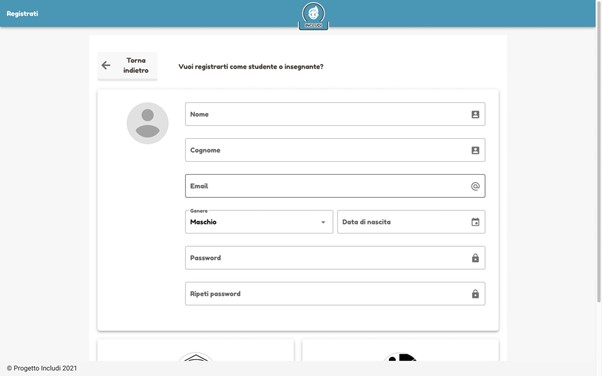 Registrati
INCLUDI
Torna
indietro
Vuoi registrarti come studente o insegnante?
Nome
Cognome
Email
Genere
Maschio
Data di nascita
Password
Ripeti password
© Progetto Includi 2021